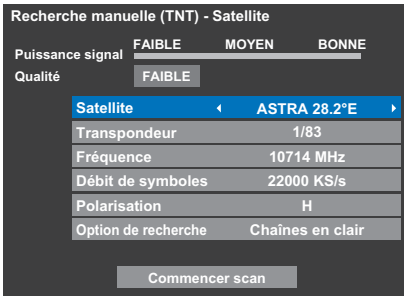 Recherche manuelle (TNT) - Satellite
FAIBLE MOYEN BONNE
Puissance signal
Qualité FAIBLE
Satellite ASTRA 28.2°E
Transpondeur 1/83
Fréquence 10714 MHz
Débit de symboles 22000 KS/s
Polarisation H
Option de recherche Chaînes en clair
Commencer scan